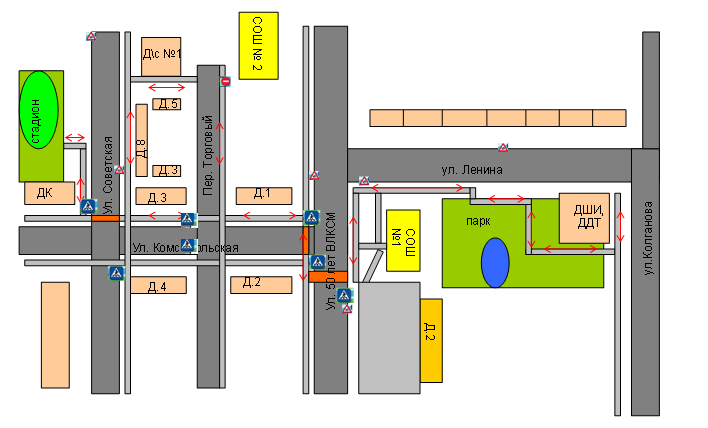 СОШ № 2
Д\с №1
стадион
Д.5
Д.8
Д.3
Ул. Советская
Пер. Торговый
ул. Ленина
ДК
Д.3
Д.1
Ул. 50 лет ВЛКСМ
СОШ №1
парк
ДШИ,
ДДТ
ул.Колпакова
Ул. Комсомольская
Д.4
Д.2
Д.2